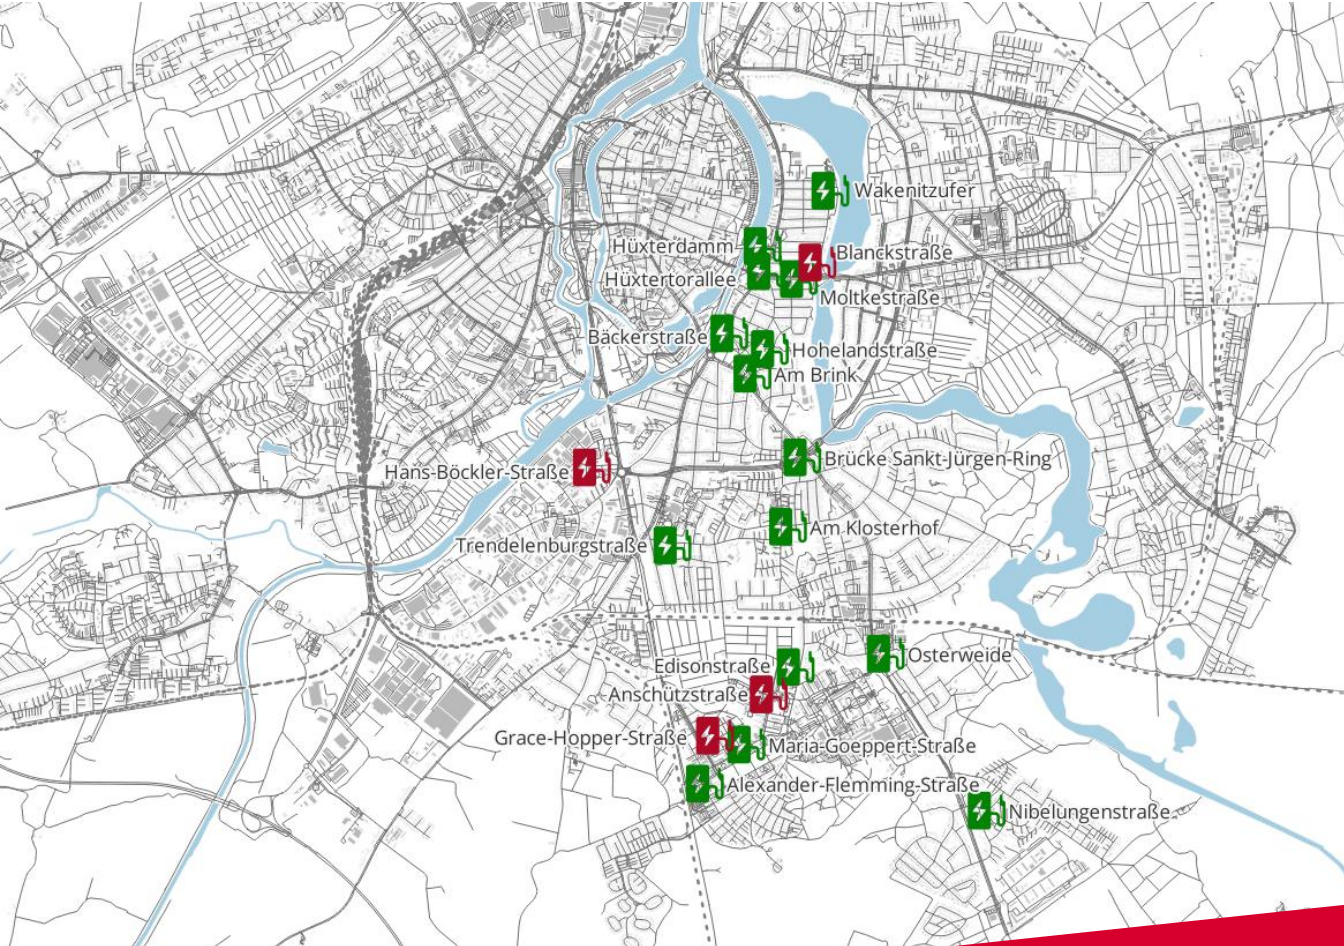 Wakenitzufer
Hüxterdamm
Blanckstraße
Hüxtertorallee
Moltkestraße
Bäckerstraße
Hohelandstraße
Am Brink
Brücke Sankt-Jürgen-Ring
Hans-Böckler-Straße
Am Klosterhof
Trendelenburgstraße
Osterweide
Edisonstraße
Anschützstraße
Grace-Hopper-Straße
Maria-Goeppert-Straße
Alexander-Flemming-Straße
Nibelungenstraße